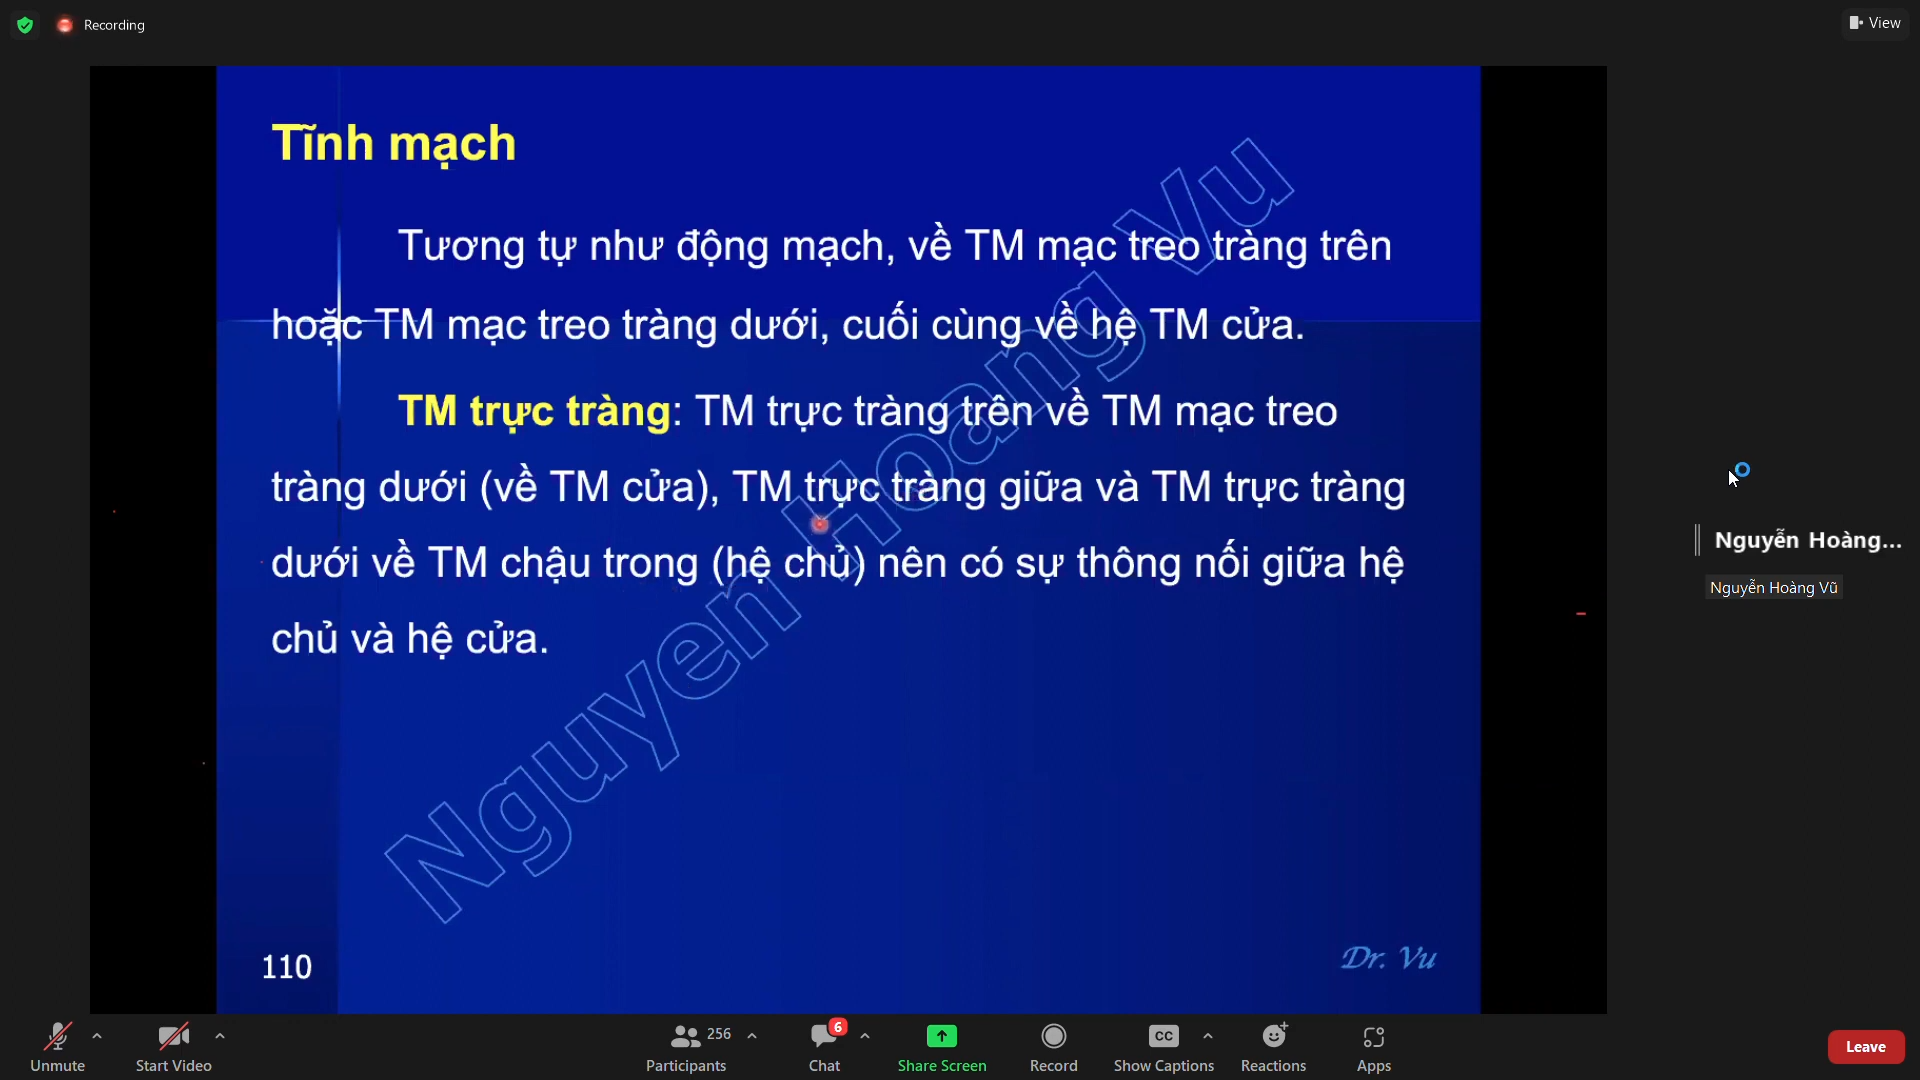 Recording
View
Tĩnh mạch
Tương tự như động mạch, về TM mạc treo tràng trên
hoặc TM mạc treo tràng dưới, cuối cùng về hệ TM cửa.
TM trực tràng: TM trực tràng trên về TM mạc treo
tràng dưới (về TM cửa), TM trực tràng giữa và TM trực tràng
dưới về TM chậu trong (hệ chủ) nên có sự thông nối giữa hệ
chủ và hệ cửa.
Nguyen Hoang Vu
110
Dr. Vu
Nguyễn Hoàng...
Nguyễn Hoàng Vũ
Unmute
Start Video
256
Participants
6
Chat
Share Screen
Record
CC
Show Captions
Reactions
Apps
Leave